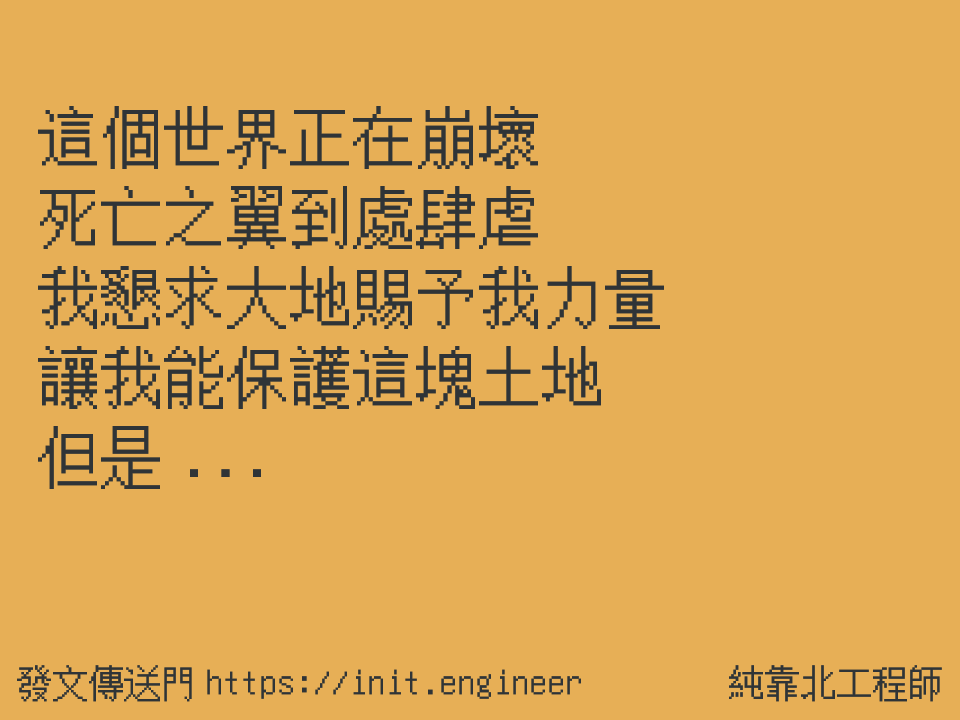 這個世界正在崩壞
死亡之翼到處肆虐
我懇求大地賜予我力量
讓我能保護這塊土地
但是 ...
發文傳送門 https://init.engineer
純靠北工程師